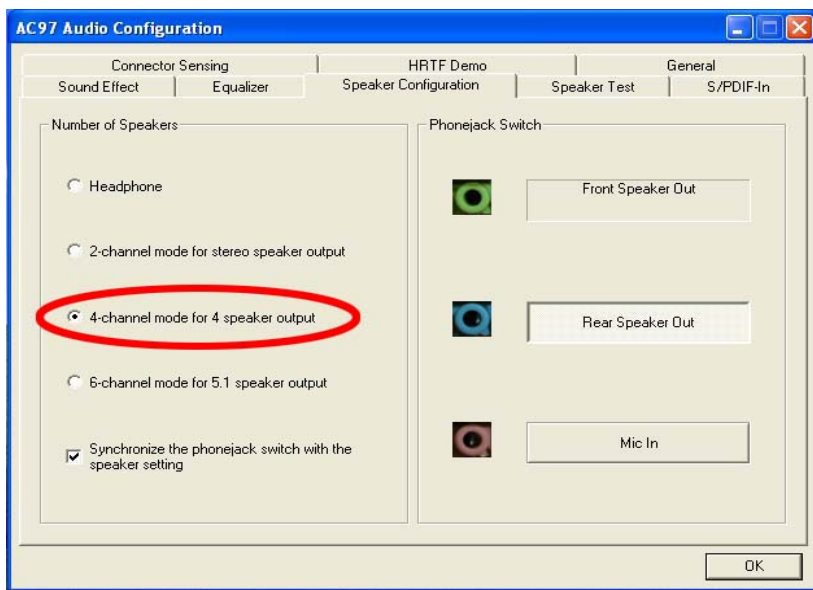 AC97 Audio Configuration
Connector Sensing
HRTF Demo
General
Sound Effect
Equalizer
Speaker Configuration
Speaker Test
S/PDIF-In
Number of Speakers
Headphone
2-channel mode for stereo speaker output
4-channel mode for 4 speaker output
6-channel mode for 5.1 speaker output
Synchronize the phonejack switch with the
speaker setting
Phonejack Switch
Front Speaker Out
Rear Speaker Out
Mic In
OK